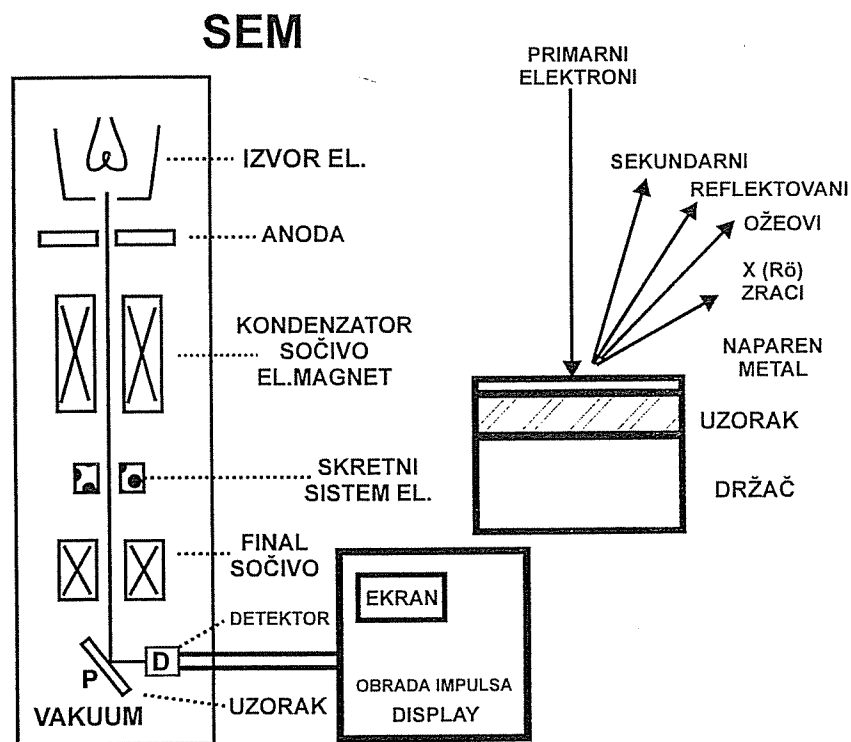 SEM
IZVOR EL.
ANODA
KONDENZATOR
SOČIVO
EL.MAGNET
SKRETNI
SISTEM EL.
FINAL
SOČIVO
DETEKTOR
D
P
UZORAK
VAKUUM
EKRAN
OBRADA IMPULSA
DISPLAY
PRIMARNI
ELEKTRONI
SEKUNDARNI
REFLEKTOVANI
OŽEOVI
X (Rö)
ZRACI
NAPAREN
METAL
UZORAK
DRŽAČ